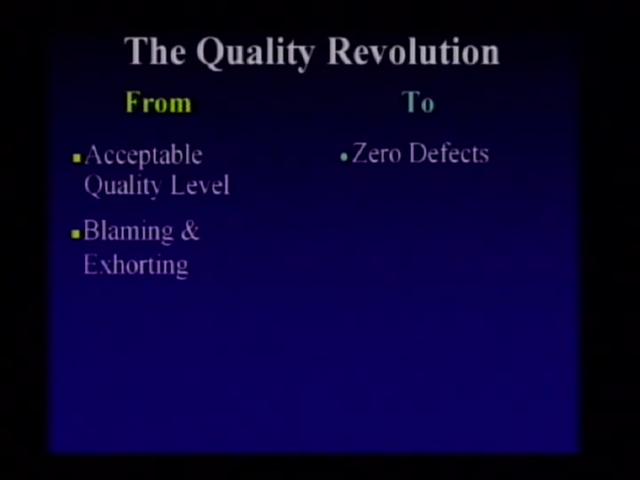 The Quality Revolution
From
To
Acceptable
Quality Level
Zero Defects
Blaming &
Exhorting